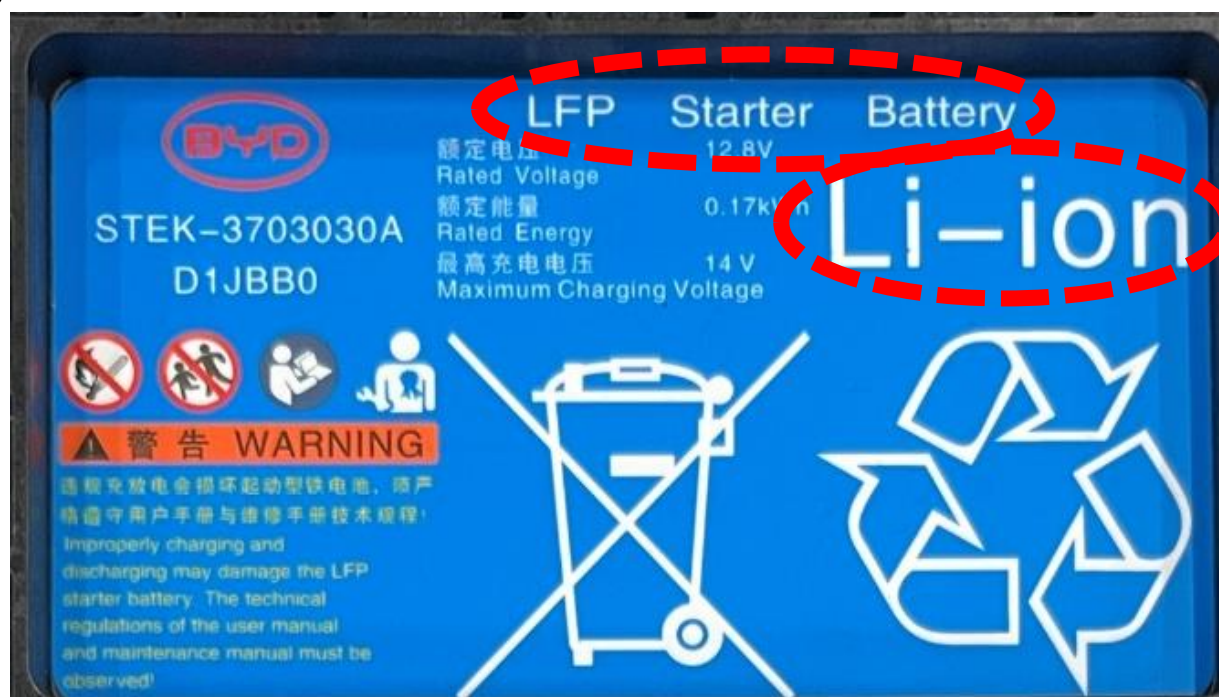 BYD
STEK-3703030A
D1JBB0
LFP Starter Battery
额定电压 12.8V
Rated Voltage
额定能量 0.17kWh
Rated Energy
最高充电电压 14 V
Maximum Charging Voltage
Li-ion
警告 WARNING
违规充放电会损坏起动型铁电池，须严
格遵守用户手册与维修手册技术规程!
Improperly charging and
discharging may damage the LFP
starter battery. The technical
regulations of the user manual
and maintenance manual must be
observed!